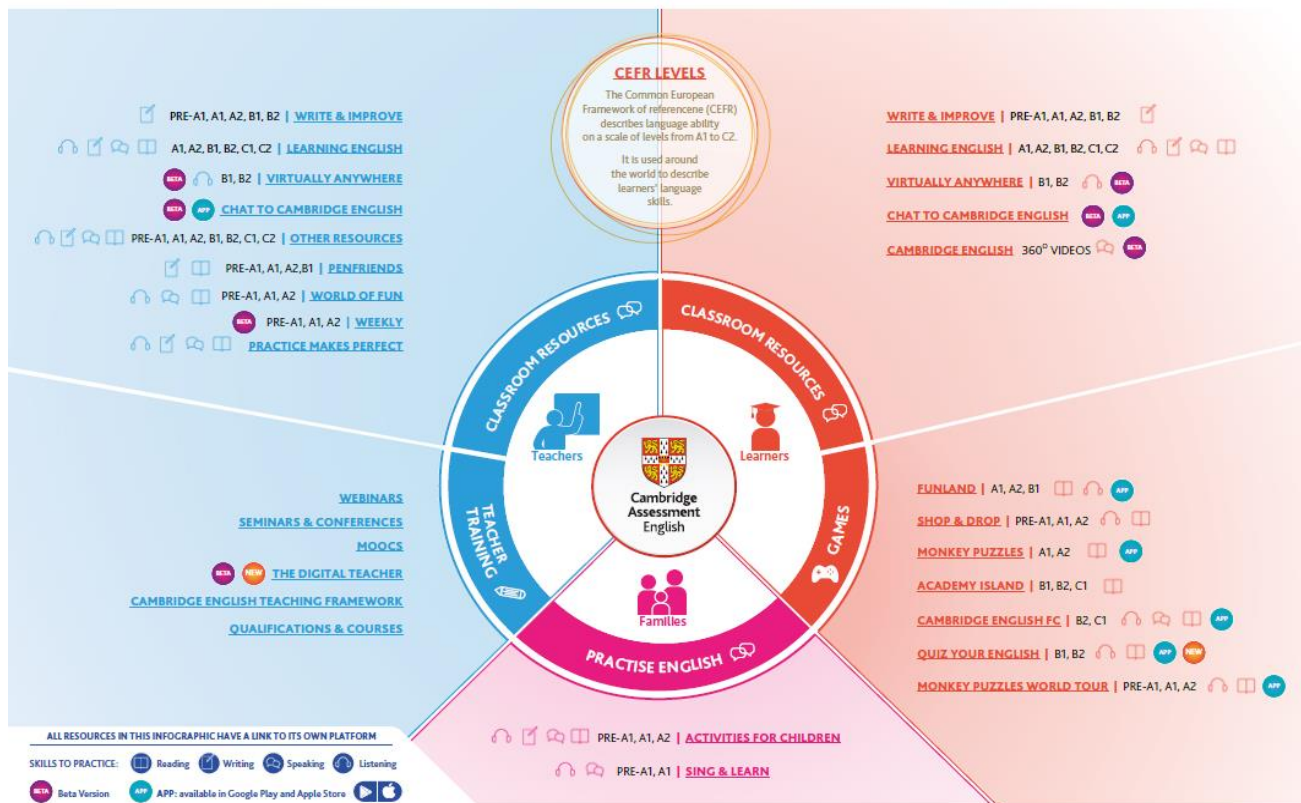 CEFR LEVELS
The Common European
Framework of referencene (CEFR)
describes language ability
on a scale of levels from A1 to C2.
It is used around
the world to describe
learners' language
skills.
PRE-A1, A1, A2, B1, B2 | WRITE & IMPROVE
A1, A2, B1, B2, C1, C2 | LEARNING ENGLISH
BETA B1, B2 | VIRTUALLY ANYWHERE
BETA APP CHAT TO CAMBRIDGE ENGLISH
PRE-A1, A1, A2, B1, B2, C1, C2 | OTHER RESOURCES
PRE-A1, A1, A2,B1 | PENFRIENDS
PRE-A1, A1, A2 | WORLD OF FUN
BETA PRE-A1, A1, A2 | WEEKLY
PRACTICE MAKES PERFECT
WRITE & IMPROVE | PRE-A1, A1, A2, B1, B2
LEARNING ENGLISH | A1, A2, B1, B2, C1, C2
VIRTUALLY ANYWHERE | B1, B2 BETA
CHAT TO CAMBRIDGE ENGLISH BETA APP
CAMBRIDGE ENGLISH 360° VIDEOS BETA
CLASSROOM RESOURCES
CLASSROOM RESOURCES
Teachers
Learners
Cambridge
Assessment
English
TEACHER
TRAINING
GAMES
Families
PRACTISE ENGLISH
WEBINARS
SEMINARS & CONFERENCES
MOOCS
BETA NEW THE DIGITAL TEACHER
CAMBRIDGE ENGLISH TEACHING FRAMEWORK
QUALIFICATIONS & COURSES
FUNLAND | A1, A2, B1 APP
SHOP & DROP | PRE-A1, A1, A2
MONKEY PUZZLES | A1, A2 APP
ACADEMY ISLAND | B1, B2, C1
CAMBRIDGE ENGLISH FC | B2, C1 APP
QUIZ YOUR ENGLISH | B1, B2 APP NEW
MONKEY PUZZLES WORLD TOUR | PRE-A1, A1, A2 APP
PRE-A1, A1, A2 | ACTIVITIES FOR CHILDREN
PRE-A1, A1 | SING & LEARN
ALL RESOURCES IN THIS INFOGRAPHIC HAVE A LINK TO ITS OWN PLATFORM
SKILLS TO PRACTICE: Reading Writing Speaking Listening
BETA Beta Version APP APP: available in Google Play and Apple Store